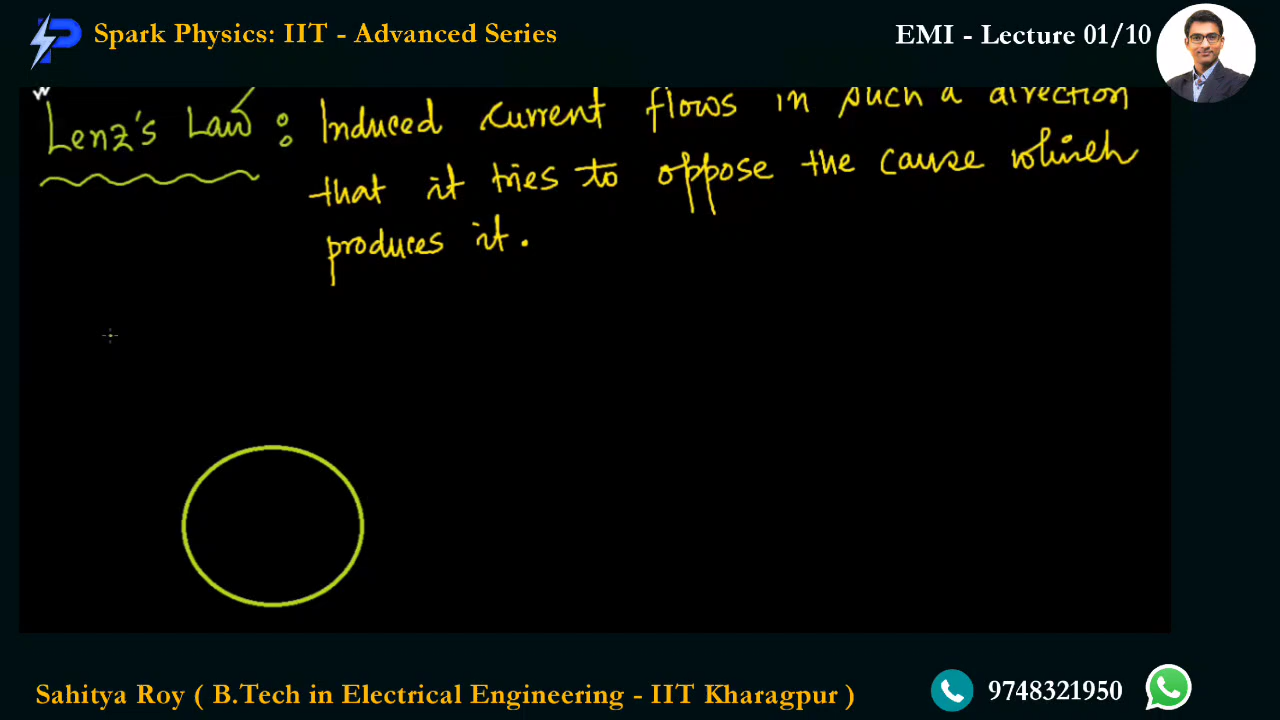 Spark Physics: IIT - Advanced Series
EMI - Lecture 01/10
Lenz's Law : Induced current flows in such a direction
that it tries to oppose the cause which
produces it.
Sahitya Roy ( B.Tech in Electrical Engineering - IIT Kharagpur )
9748321950